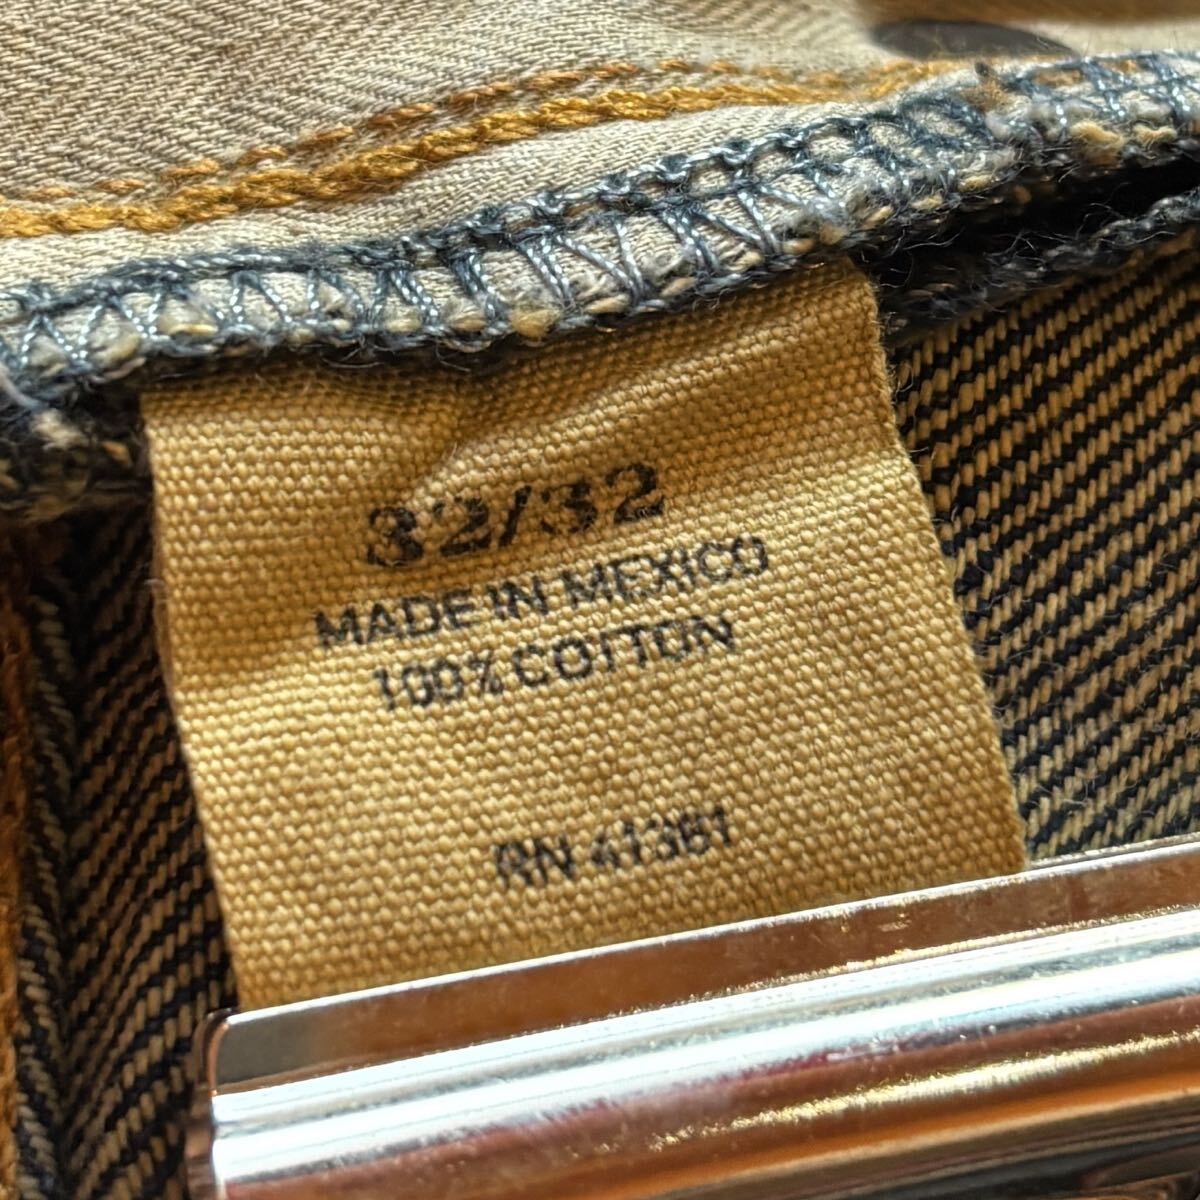 32/32
MADE IN MEXICO
100% COTTON
RN 41381